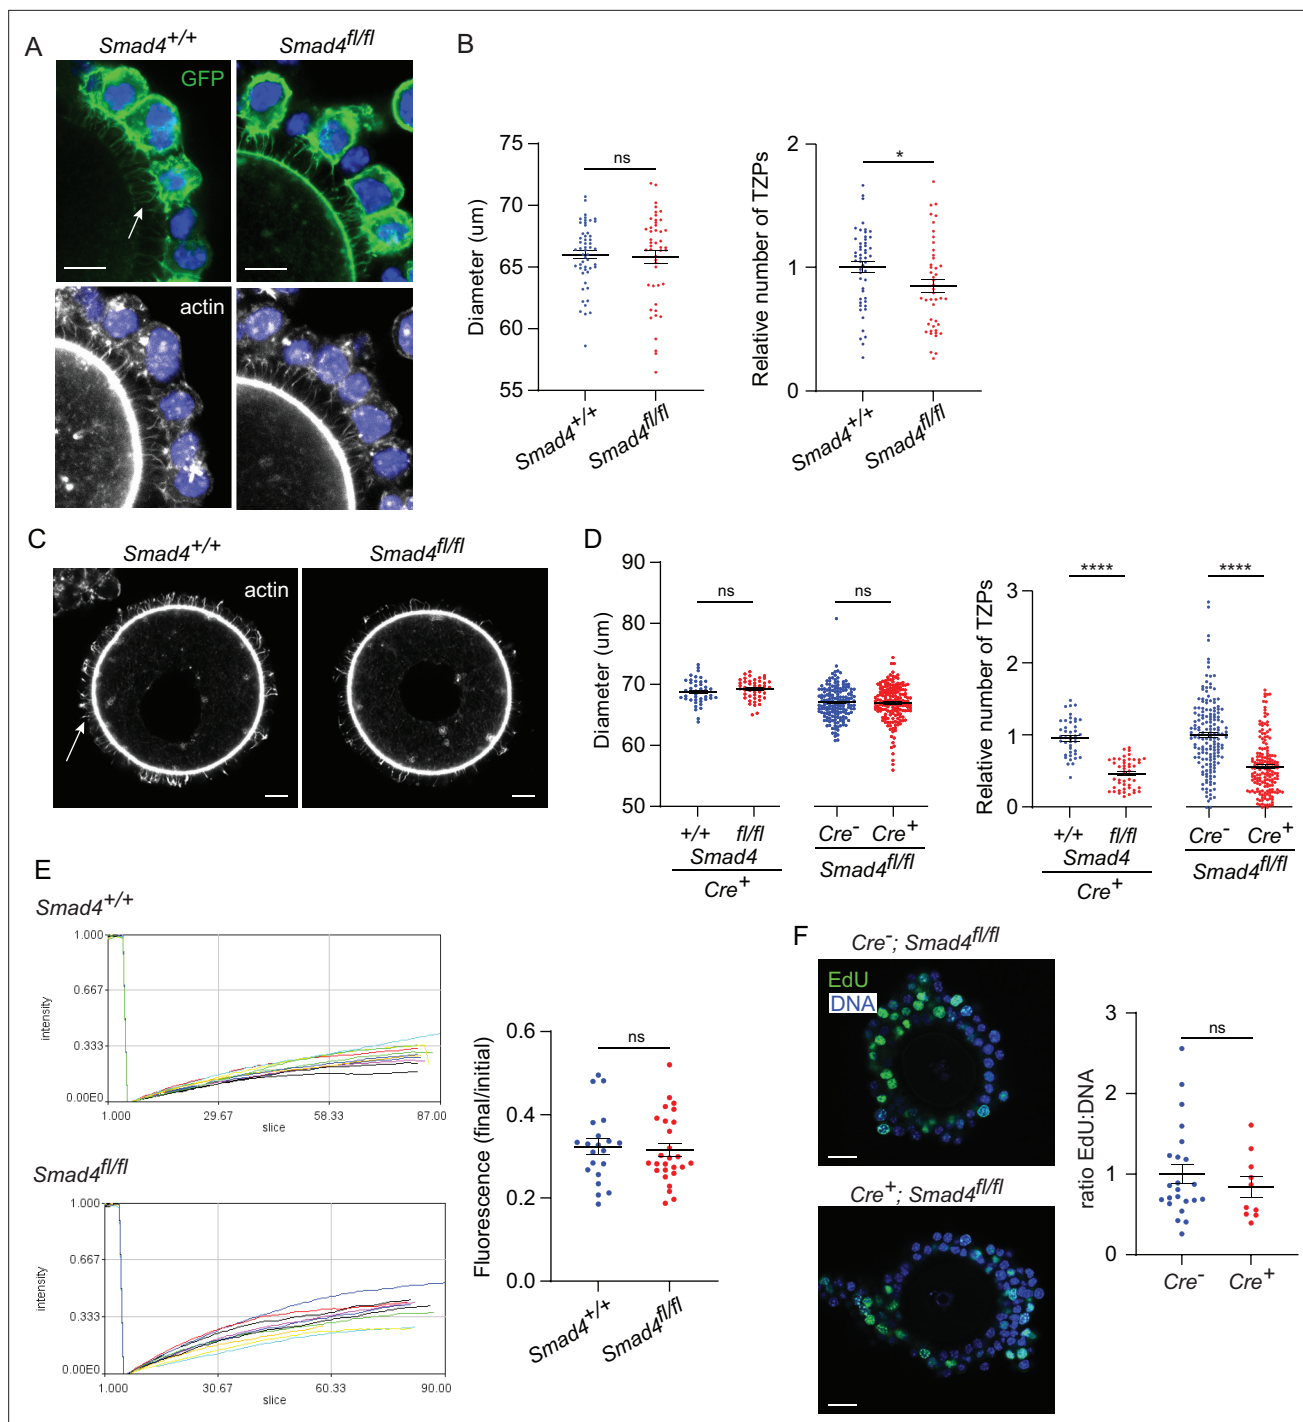 A
Smad4+/+
Smad4fl/fl
GFP
actin
B
75
70
65
60
55
Diameter (um)
ns
Smad4+/+
Smad4fl/fl
2
1
0
Relative number of TZPs
*
Smad4+/+
Smad4fl/fl
C
Smad4+/+
Smad4fl/fl
actin
D
90
80
70
60
50
Diameter (um)
ns
ns
+/+ fl/fl
Smad4
Cre+
Cre- Cre+
Smad4fl/fl
3
2
1
0
Relative number of TZPs
****
****
+/+ fl/fl
Smad4
Cre+
Cre- Cre+
Smad4fl/fl
E
Smad4+/+
1.000
0.667
0.333
0.00E0
intensity
1.000 29.67 58.33 87.00
slice
Smad4fl/fl
1.000
0.667
0.333
0.00E0
intensity
1.000 30.67 60.33 90.00
slice
0.6
0.4
0.2
0.0
Fluorescence (final/initial)
ns
Smad4+/+
Smad4fl/fl
F
Cre-; Smad4fl/fl
EdU
DNA
Cre+; Smad4fl/fl
3
2
1
0
ratio EdU:DNA
ns
Cre- Cre+